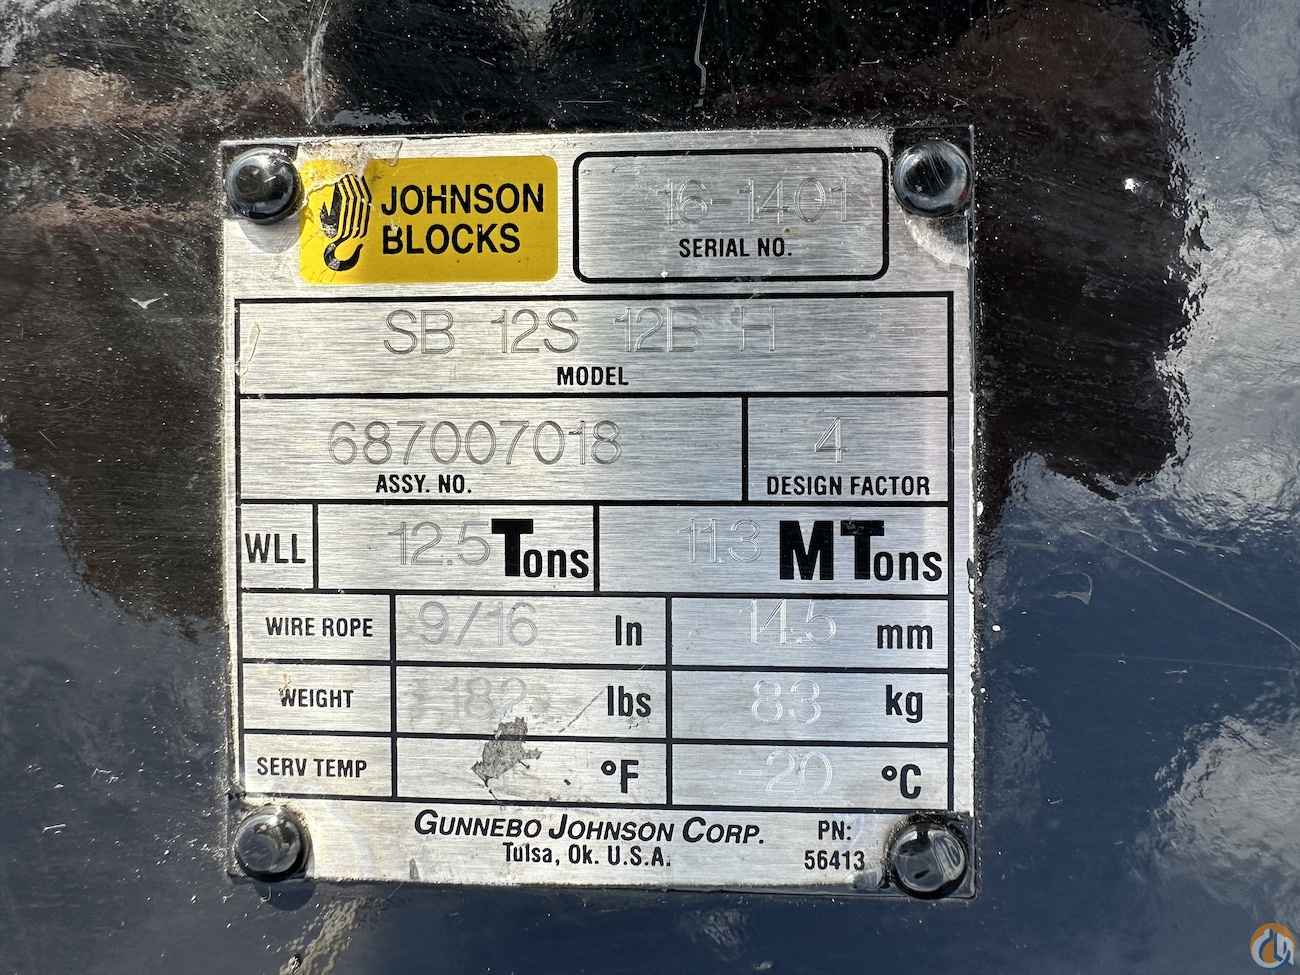 JOHNSON
BLOCKS
16-1401
SERIAL NO.
SB 12S 12B H
MODEL
687007018
ASSY. NO.
4
DESIGN FACTOR
WLL 12.5 Tons 11.3 MTons
WIRE ROPE 9/16 In 14.5 mm
WEIGHT 182 lbs 83 kg
SERV TEMP °F -20 °C
GUNNEBO JOHNSON CORP.
Tulsa, Ok. U.S.A.
PN:
56413